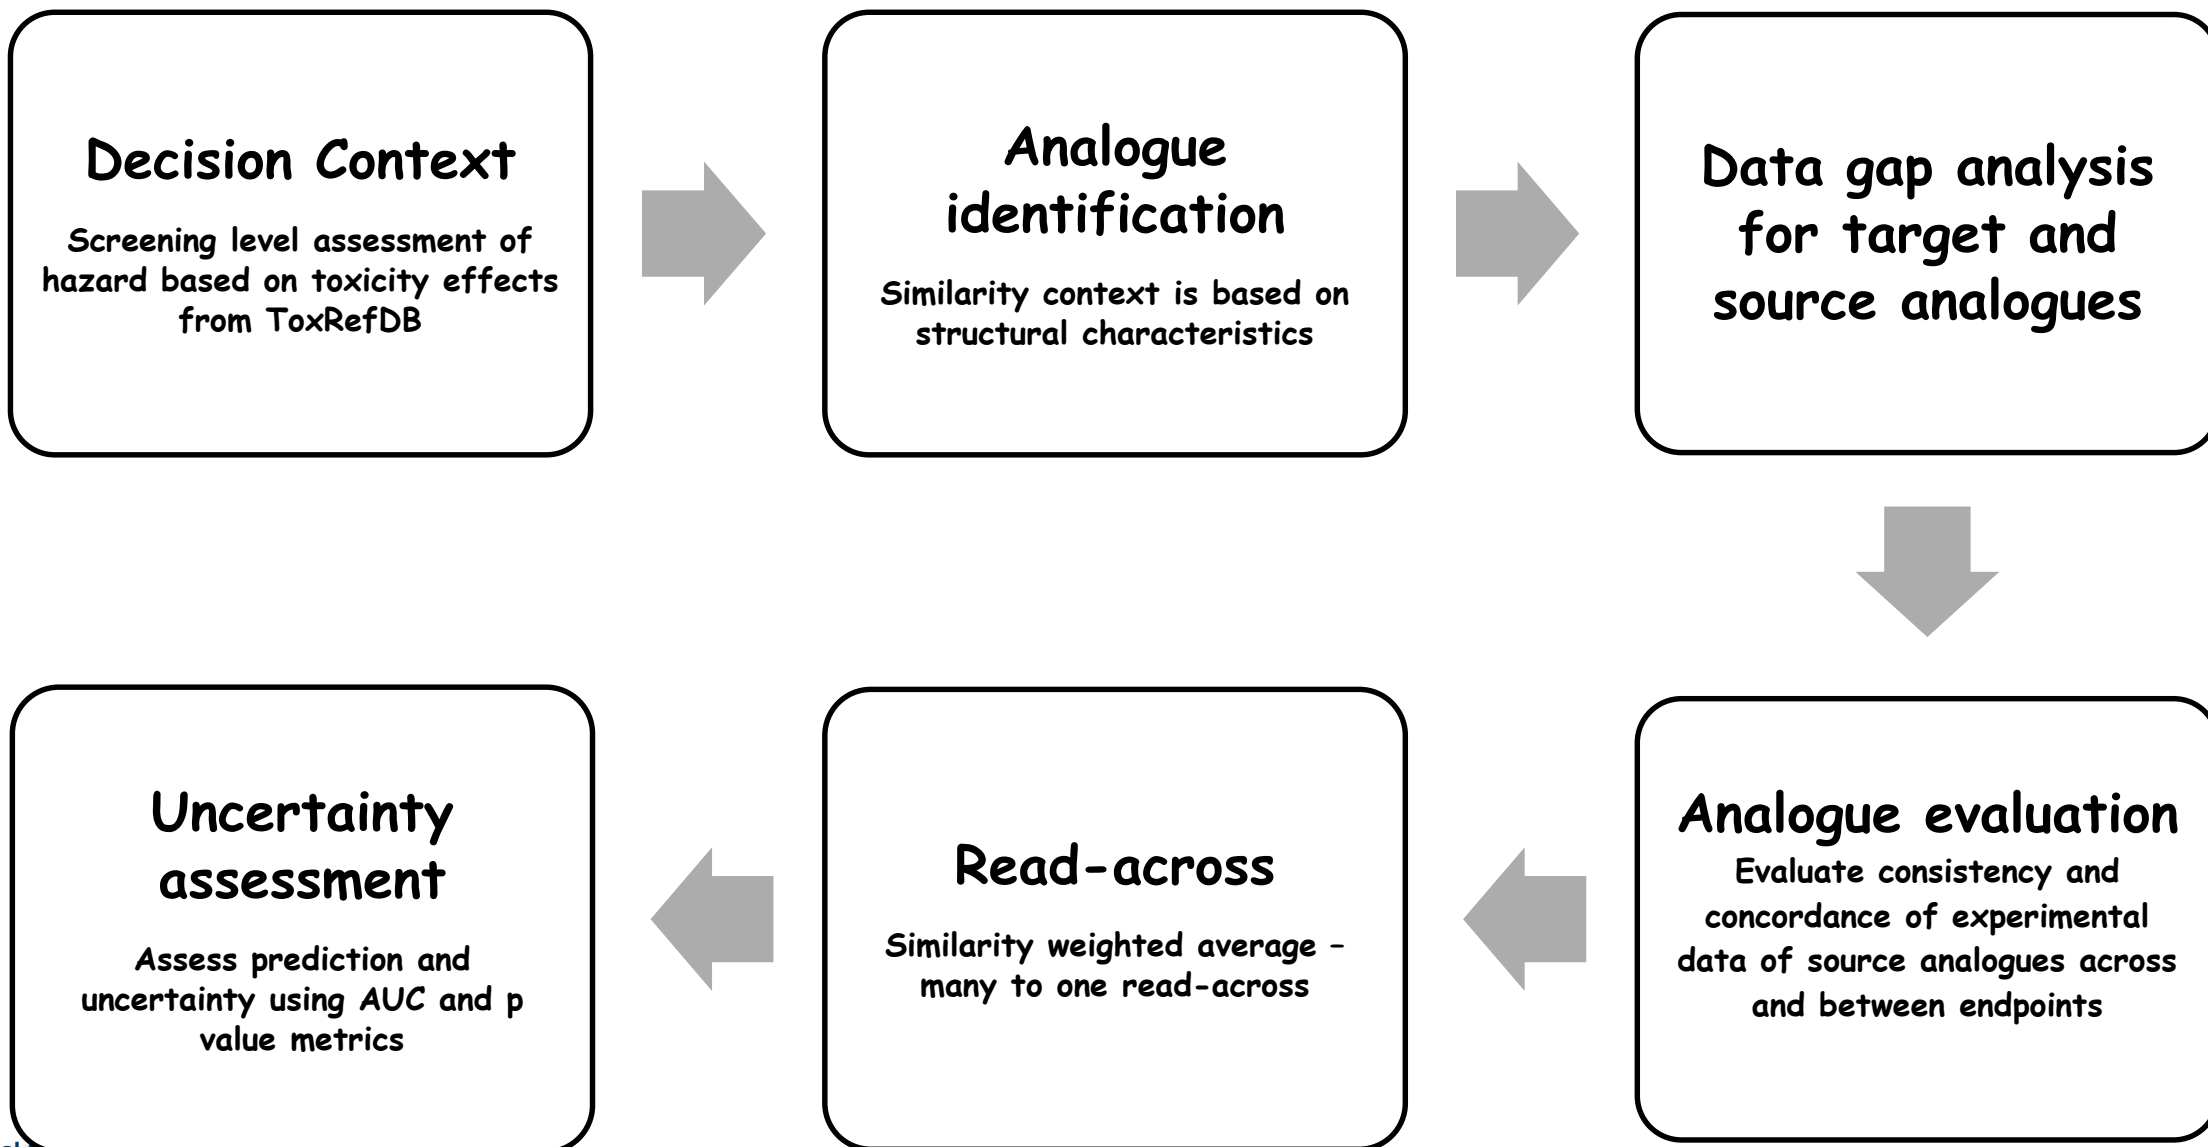 Decision Context
Screening level assessment of
hazard based on toxicity effects
from ToxRefDB
Analogue
identification
Similarity context is based on
structural characteristics
Data gap analysis
for target and
source analogues
Analogue evaluation
Evaluate consistency and
concordance of experimental
data of source analogues across
and between endpoints
Read-across
Similarity weighted average –
many to one read-across
Uncertainty
assessment
Assess prediction and
uncertainty using AUC and p
value metrics